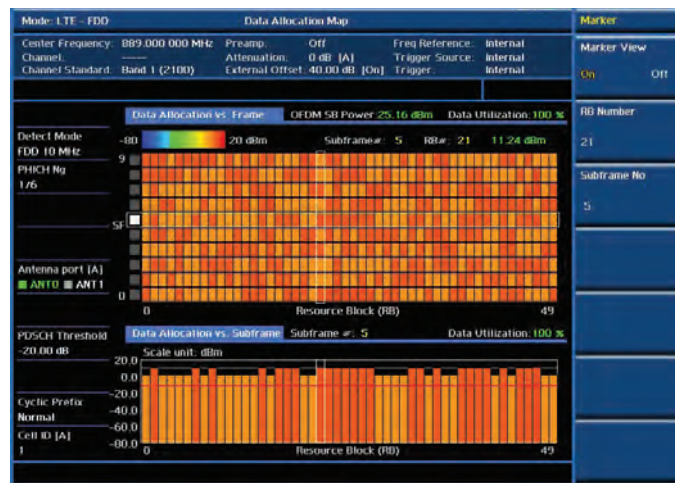 Mode: LTE - FDD
Data Allocation Map
Marker
Center Frequency: 889.000 000 MHz Preamp: Off Freq Reference: Internal
Channel: ----- Attenuation: 0 dB [A] Trigger Source: Internal
Channel Standard: Band 1 (2100) External Offset: 40.00 dB [On] Trigger: Internal
Marker View
On Off
Data Allocation vs. Frame OFDM SB Power 25.16 dBm Data Utilization: 100 %
RB Number
21
Detect Mode
FDD 10 MHz
-80 20 dBm Subframe#: 5 RB#: 21 11.24 dBm
9
PHICH Ng
1/6
Subframe No
5
SF
Antenna port [A]
ANT0 ANT1
0
0 Resource Block (RB) 49
PDSCH Threshold
-20.00 dB
Data Allocation vs. Subframe Subframe #: 5 Data Utilization: 100 %
Scale unit: dBm
20.0
0.0
-20.0
-40.0
-60.0
-80.0
Cyclic Prefix
Normal
Cell ID [A]
1
0 Resource Block (RB) 49